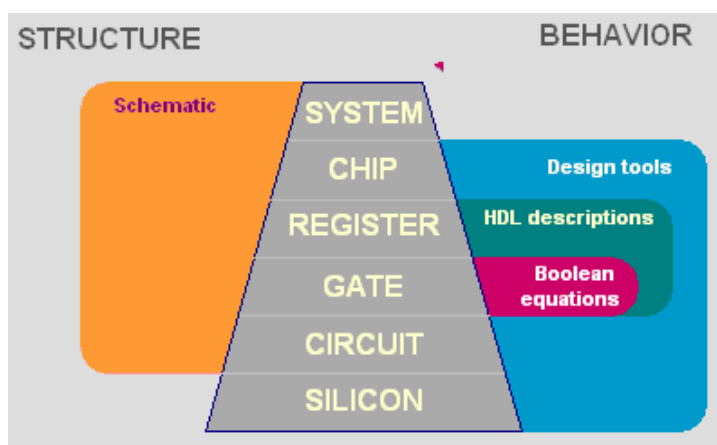 STRUCTURE
BEHAVIOR
Schematic
SYSTEM
CHIP
Design tools
REGISTER
HDL descriptions
GATE
Boolean
equations
CIRCUIT
SILICON